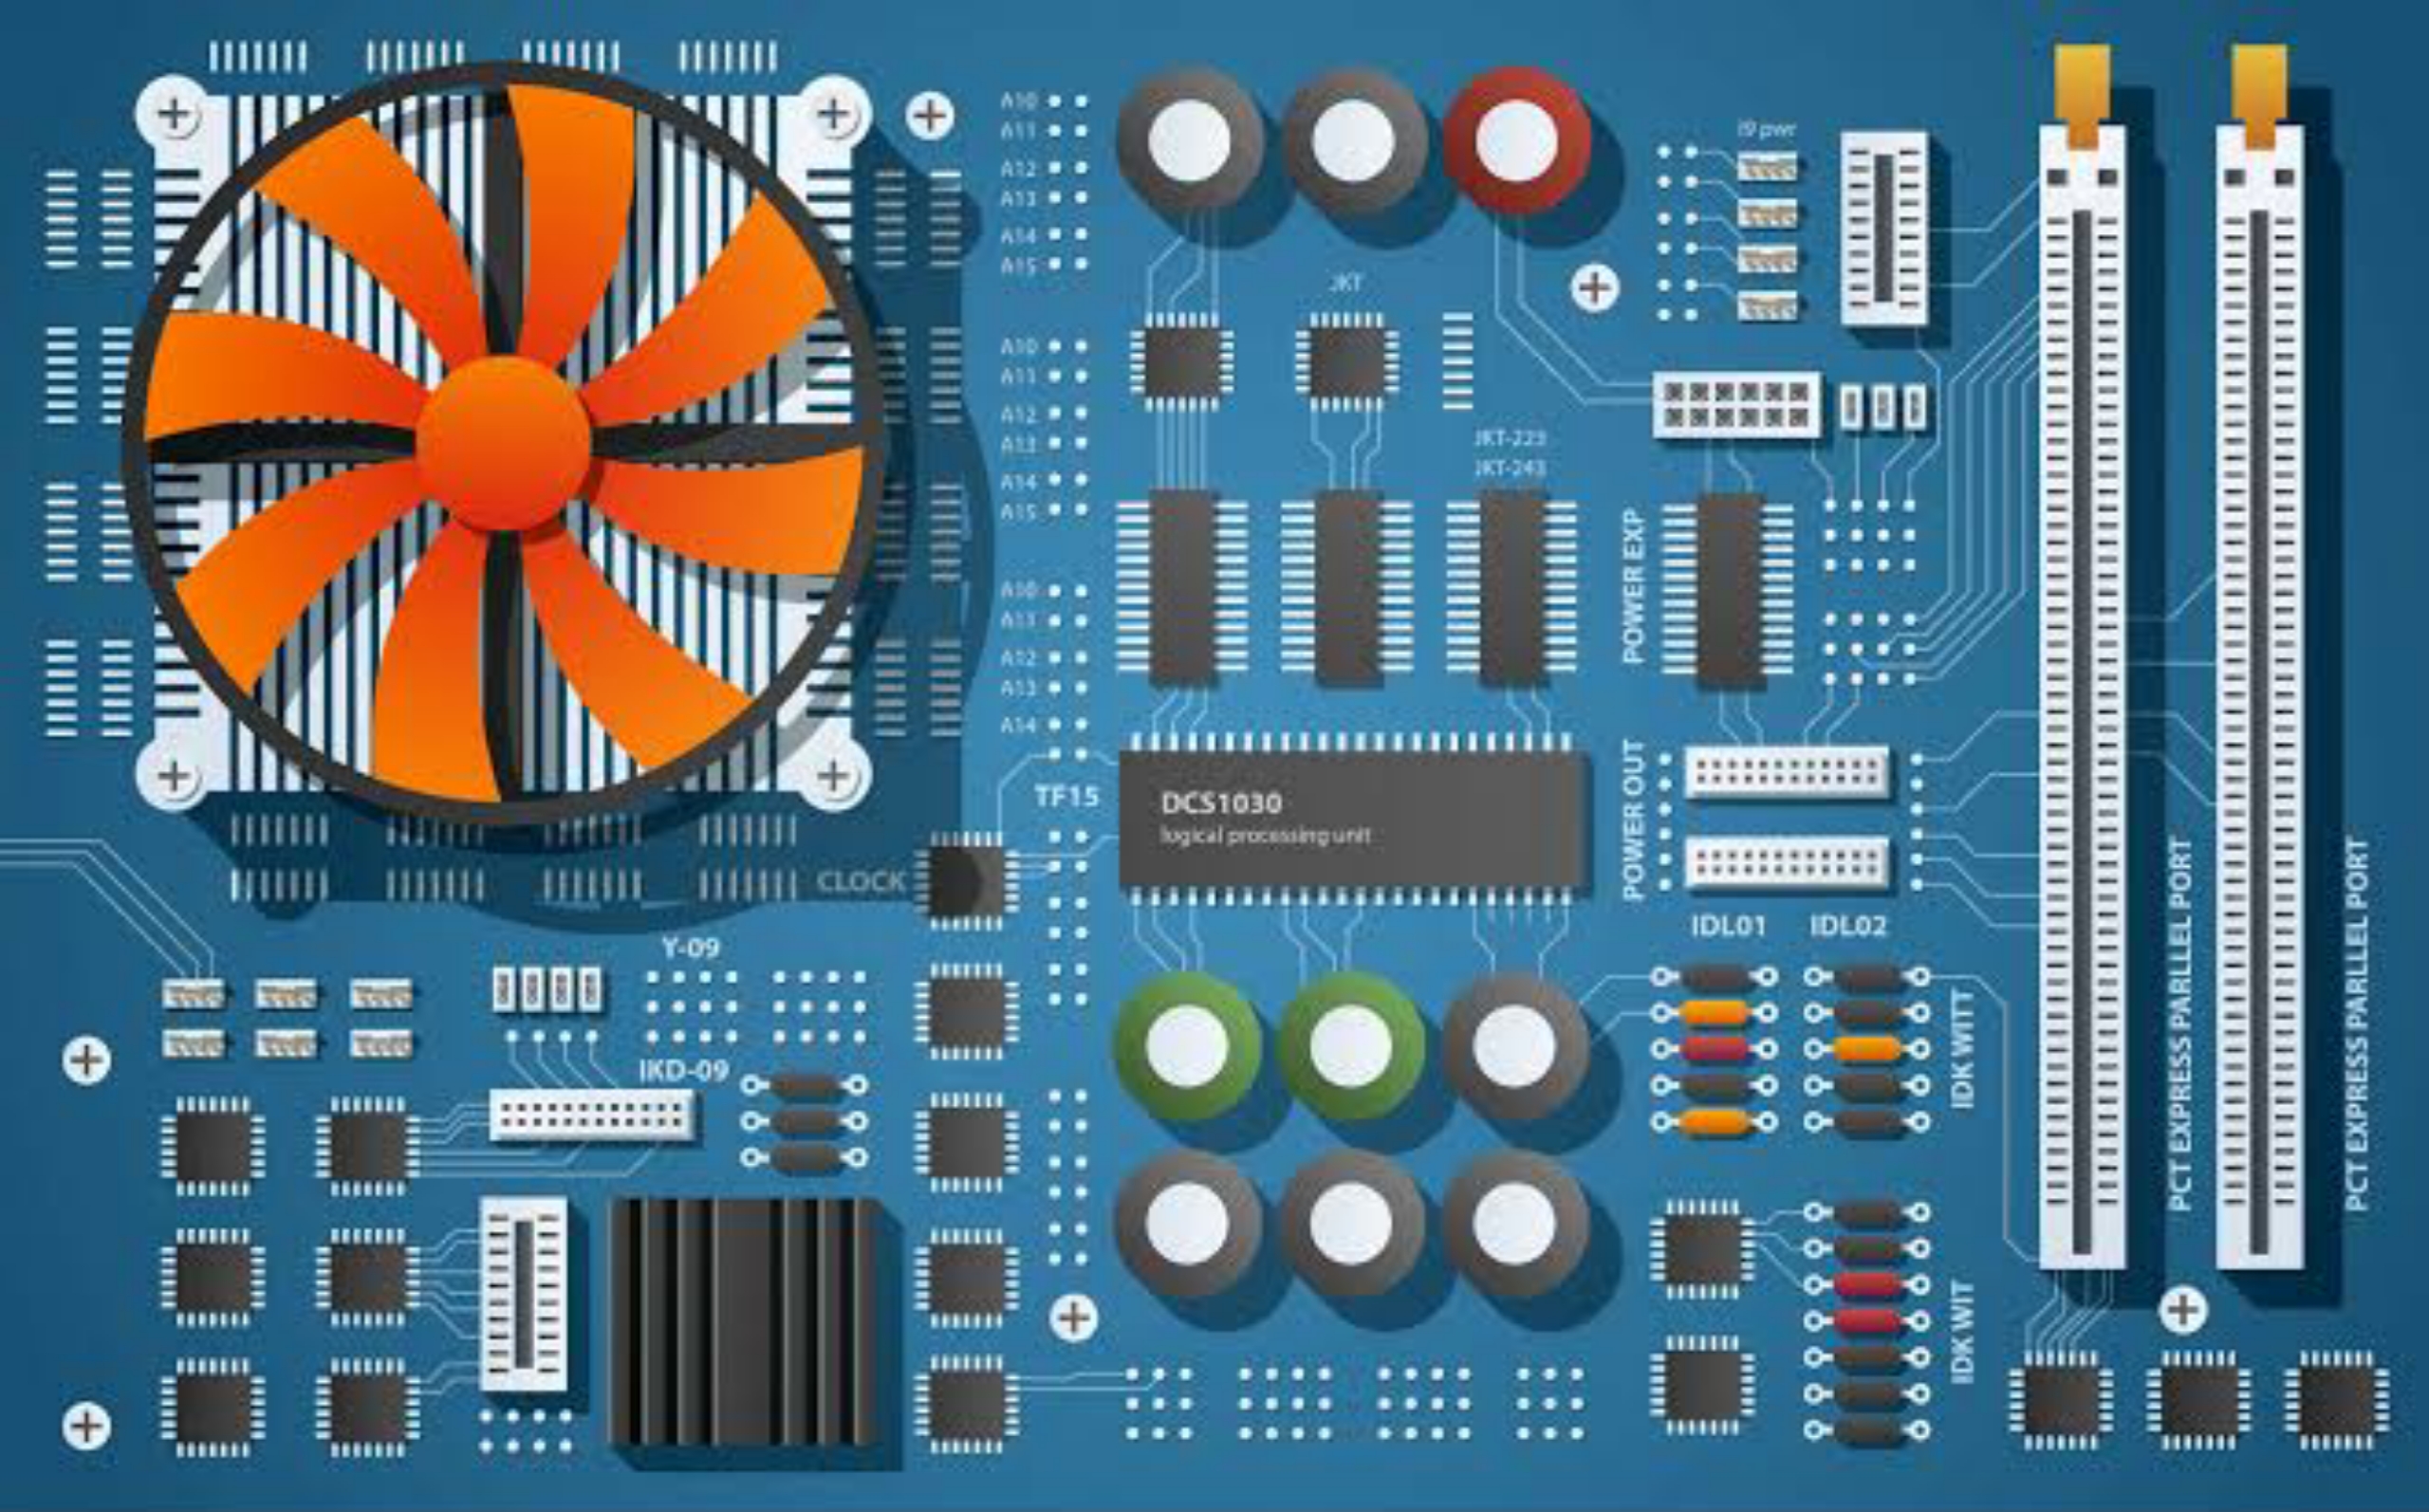 A10
A11
A12
A13
A14
A15
A10
A11
A12
A13
A14
A15
A10
A11
A12
A13
A14
TF15
CLOCK
JKT
JKT-223
JKT-243
i9 pwr
POWER EXP
POWER OUT
DCS1030
logical processing unit
IDL01
IDL02
IDK WITT
IDK WIT
PCT EXPRESS PARLLEL PORT
PCT EXPRESS PARLLEL PORT
Y-09
IKD-09